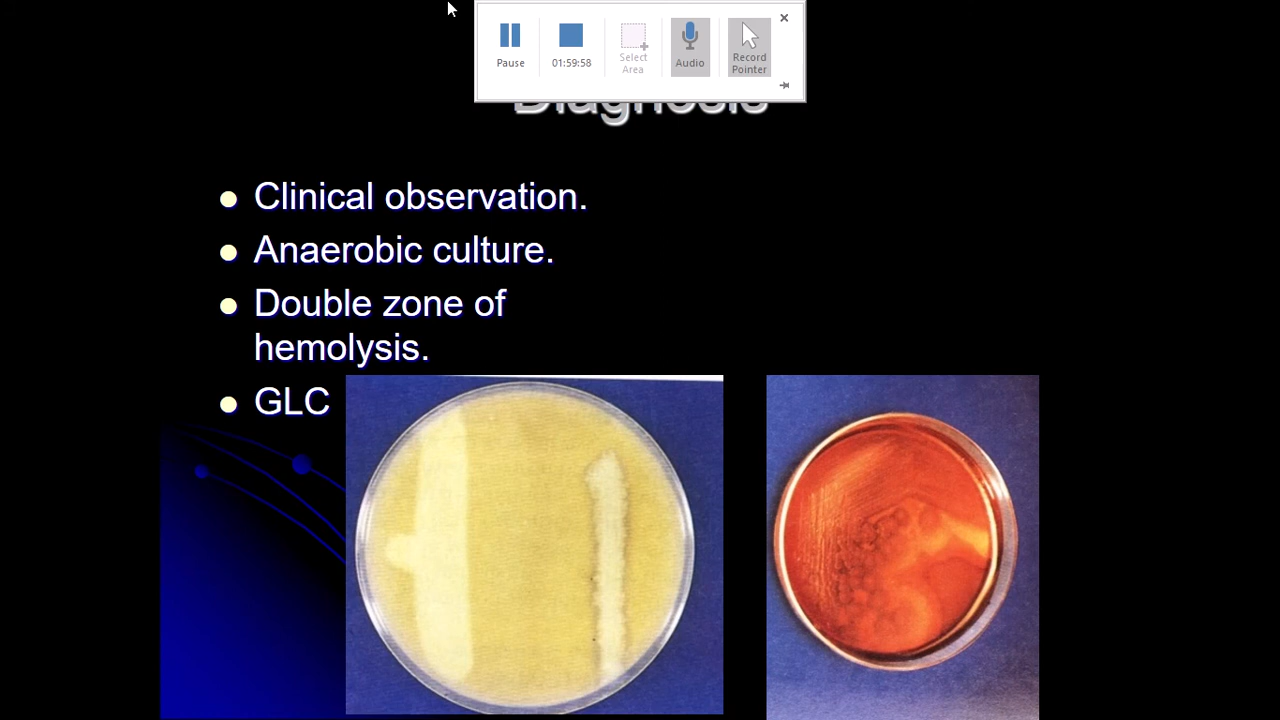 Pause
01:59:58
Select
Area
Audio
Record
Pointer
Diagnosis
Clinical observation.
Anaerobic culture.
Double zone of
hemolysis.
GLC